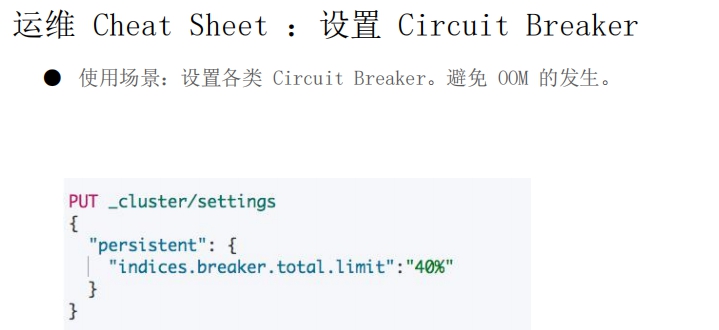 运维 Cheat Sheet : 设置 Circuit Breaker
● 使用场景: 设置各类 Circuit Breaker。避免 OOM 的发生。
PUT _cluster/settings
{
  "persistent": {
    "indices.breaker.total.limit":"40%"
  }
}